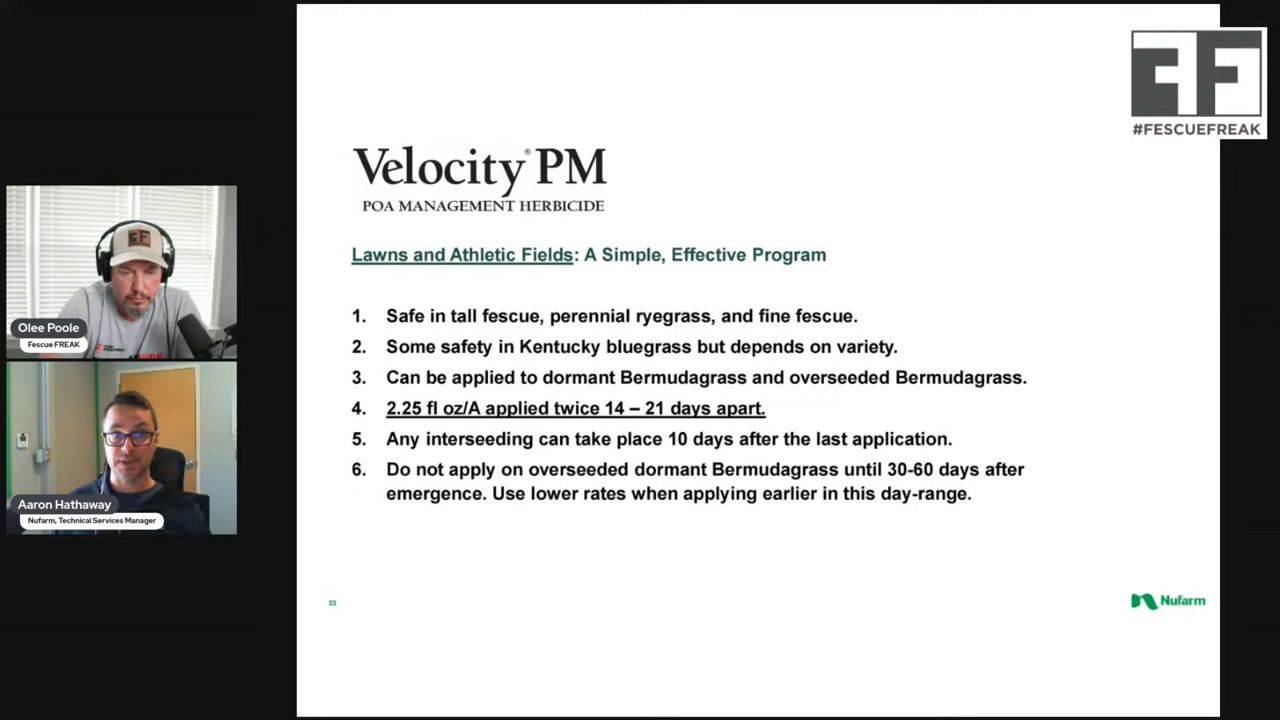 FF
#FESCUEFREAK
Velocity® PM
POA MANAGEMENT HERBICIDE
Lawns and Athletic Fields: A Simple, Effective Program
1. Safe in tall fescue, perennial ryegrass, and fine fescue.
2. Some safety in Kentucky bluegrass but depends on variety.
3. Can be applied to dormant Bermudagrass and overseeded Bermudagrass.
4. 2.25 fl oz/A applied twice 14 – 21 days apart.
5. Any interseeding can take place 10 days after the last application.
6. Do not apply on overseeded dormant Bermudagrass until 30-60 days after
emergence. Use lower rates when applying earlier in this day-range.
23
Nufarm
Olee Poole
Fescue FREAK
Aaron Hathaway
Nufarm, Technical Services Manager